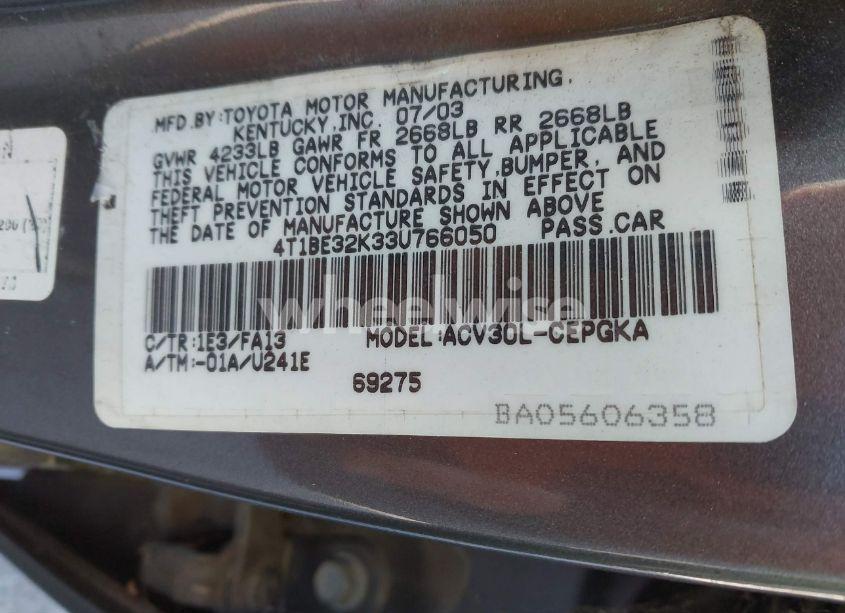 MFD.BY:TOYOTA MOTOR MANUFACTURING,
KENTUCKY,INC. 07/03
GVWR 4233LB GAWR FR 2668LB RR 2668LB
THIS VEHICLE CONFORMS TO ALL APPLICABLE
FEDERAL MOTOR VEHICLE SAFETY,BUMPER, AND
THEFT PREVENTION STANDARDS IN EFFECT ON
THE DATE OF MANUFACTURE SHOWN ABOVE
4T1BE32K33U766050 PASS.CAR
wheelwise
C/TR:1E3/FA13 MODEL:ACV30L-CEPGKA
A/TM:-01A/U241E
69275
BA05606358